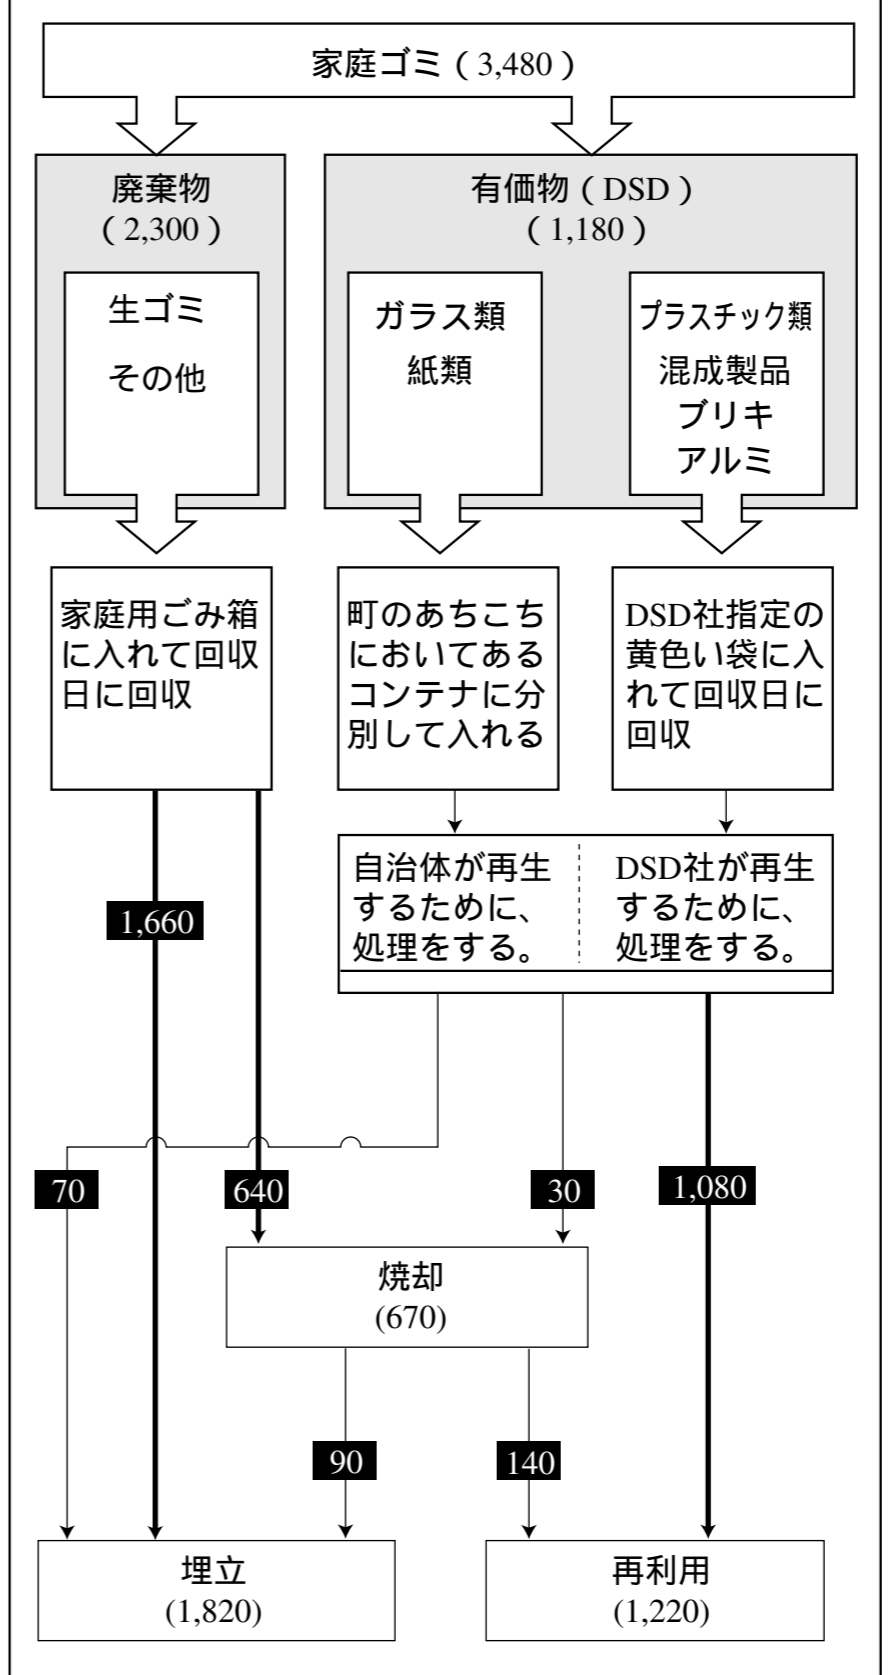 家庭ゴミ(3,480)
廃棄物
(2,300)
有価物(DSD)
(1,180)
生ゴミ
その他
ガラス類
紙類
プラスチック類
混成製品
ブリキ
アルミ
家庭用ごみ箱
に入れて回収
日に回収
町のあちこち
においてある
コンテナに分
別して入れる
DSD社指定の
黄色い袋に入
れて回収日に
回収
自治体が再生
するために、
処理をする。
DSD社が再生
するために、
処理をする。
1,660
70
640
30
1,080
焼却
(670)
90
140
埋立
(1,820)
再利用
(1,220)